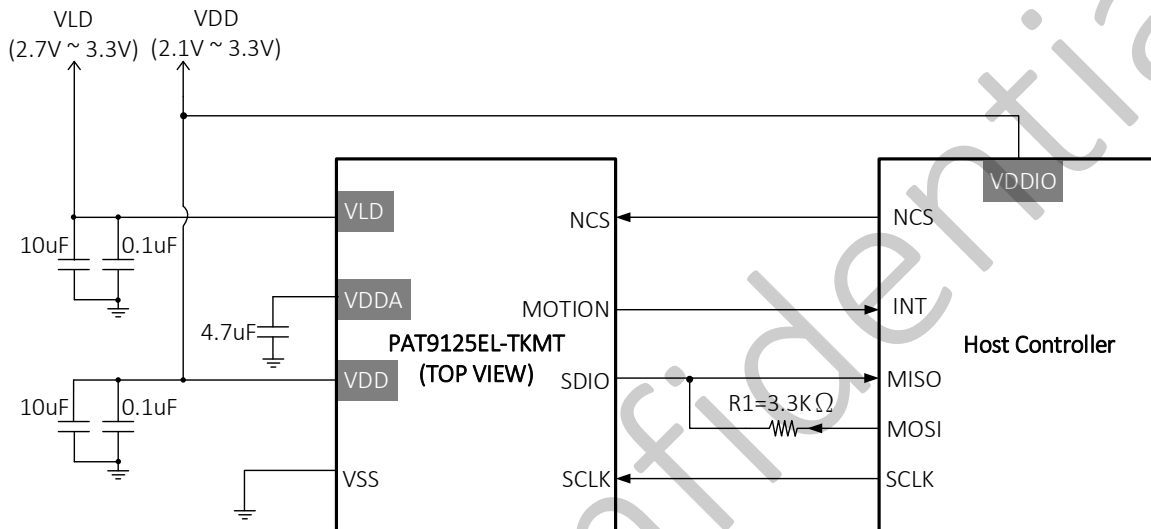 VLD
(2.7V ~ 3.3V)
VDD
(2.1V ~ 3.3V)
VDDIO
VLD
NCS
NCS
10uF
0.1uF
VDDA
MOTION
INT
4.7uF
PAT9125EL-TKMT
(TOP VIEW)
Host Controller
VDD
SDIO
MISO
10uF
0.1uF
R1=3.3KΩ
MOSI
VSS
SCLK
SCLK
onfidentia